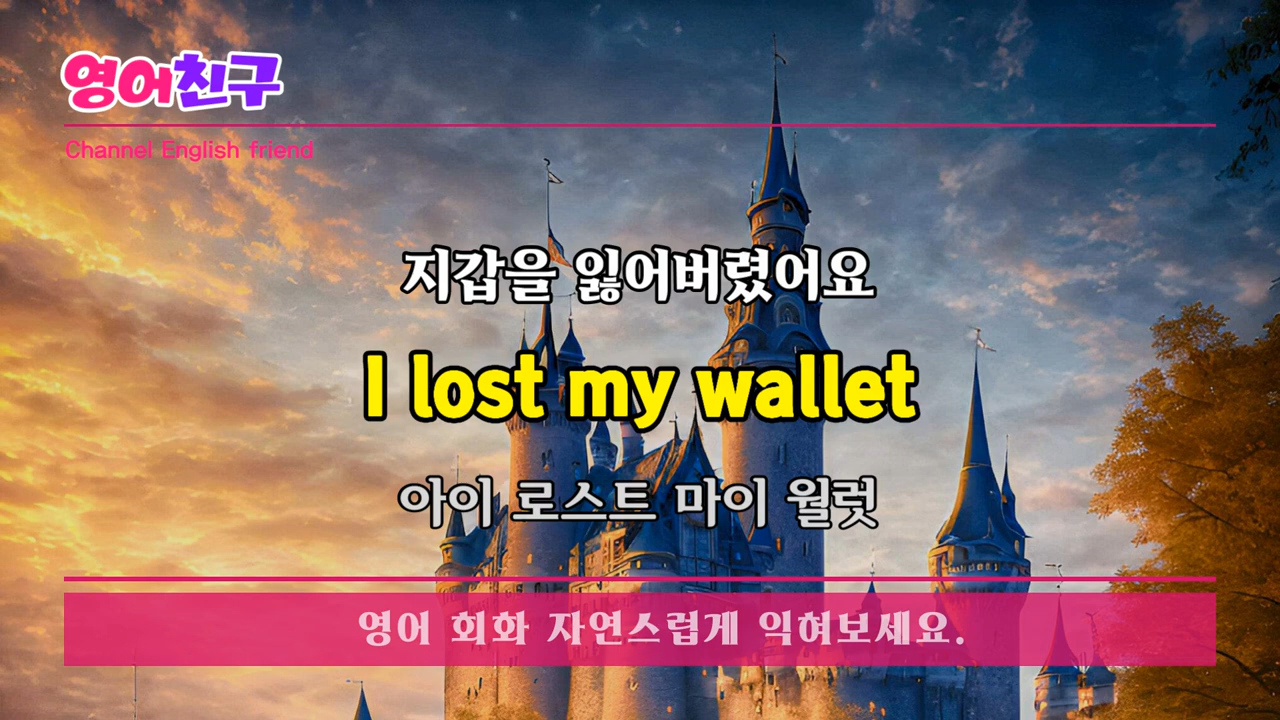 영어친구
Channel English friend
지갑을 잃어버렸어요
I lost my wallet
아이 로스트 마이 월럿
영어 회화 자연스럽게 익혀보세요.